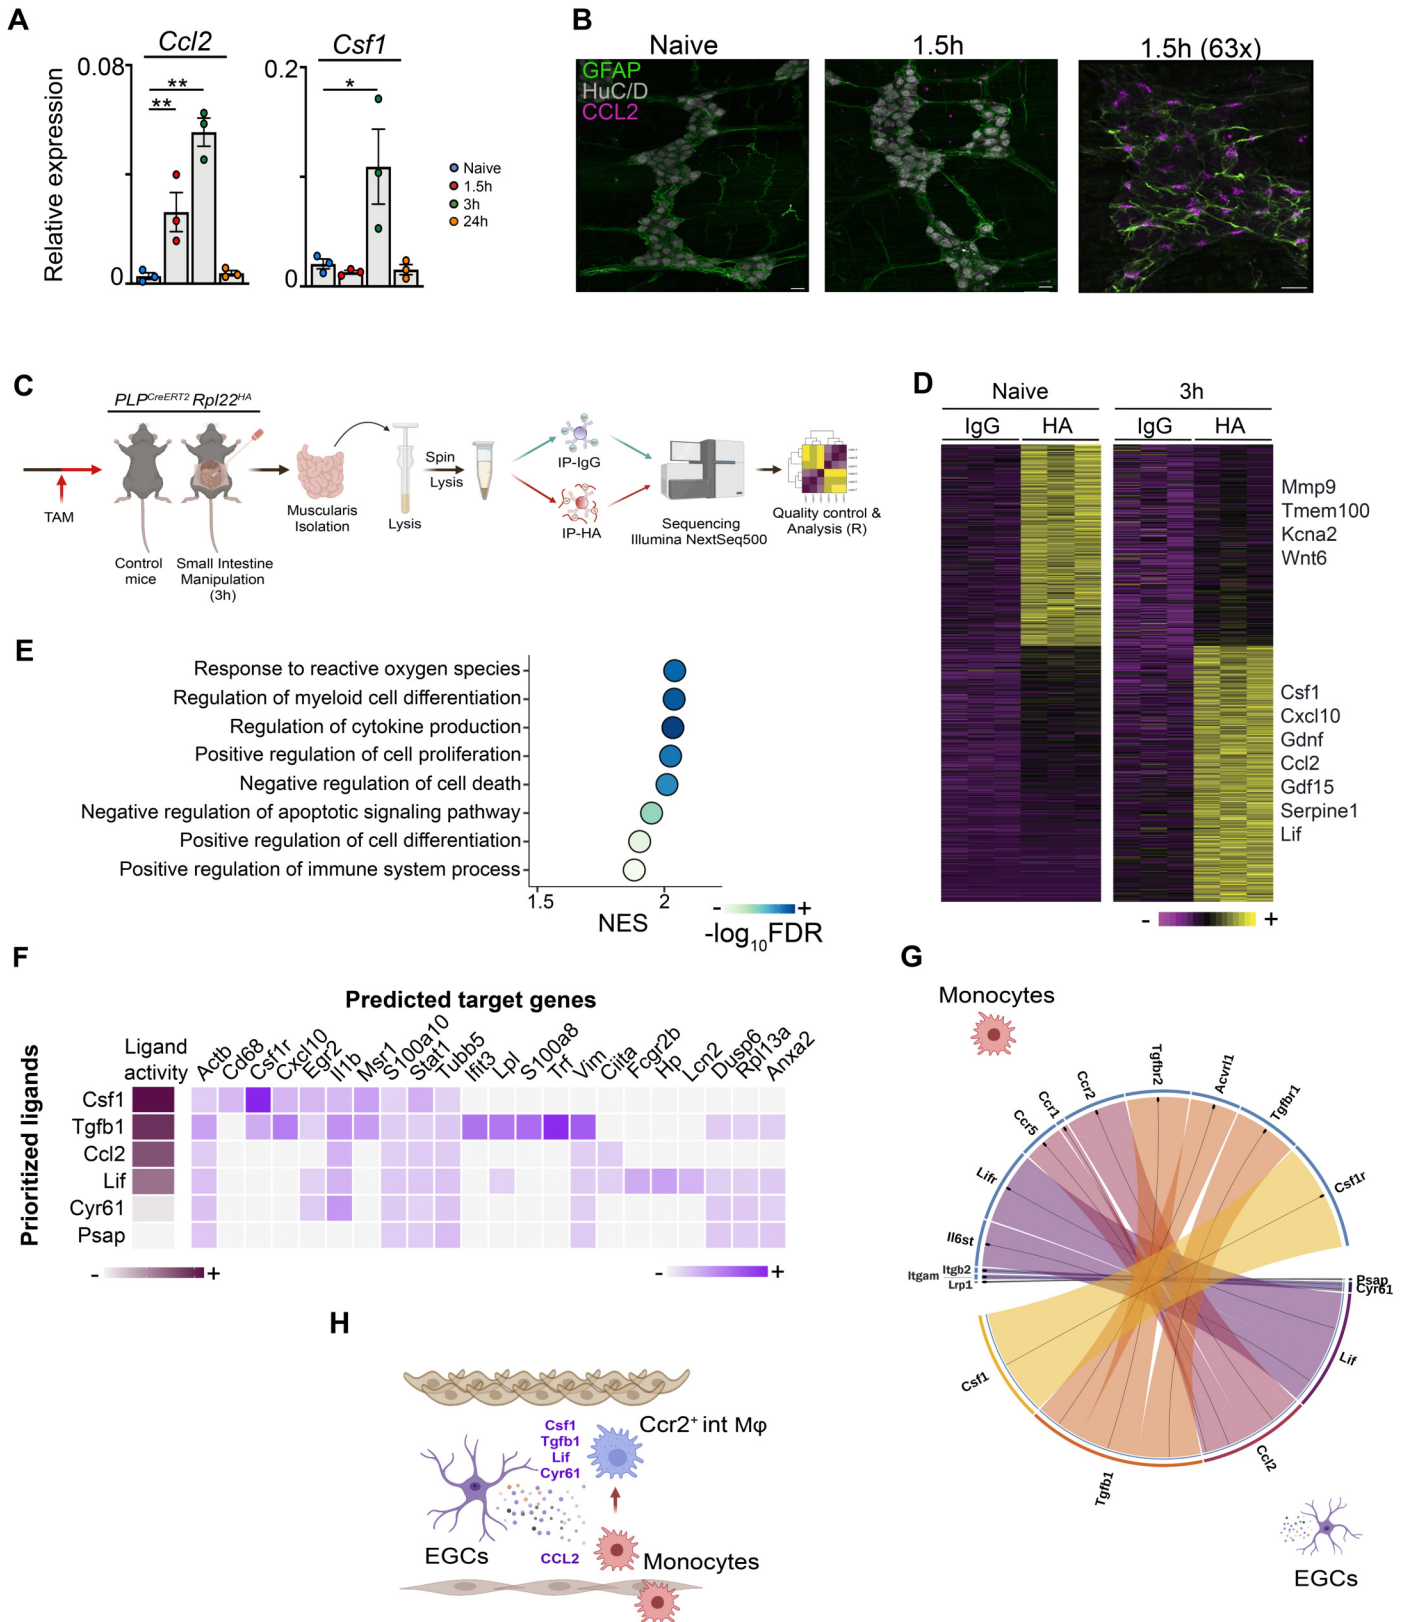 A
Ccl2
Csf1
0.08
0
0.2
0
**
**
*
Relative expression
Naive
1.5h
3h
24h
B
Naive
1.5h
1.5h (63x)
GFAP
HuC/D
CCL2
C
PLP^CreERT2 Rpl22^HA
TAM
Control
mice
Small Intestine
Manipulation
(3h)
Muscularis
Isolation
Lysis
Spin
Lysis
IP-IgG
IP-HA
Sequencing
Illumina NextSeq500
Quality control &
Analysis (R)
D
Naive
3h
IgG
HA
IgG
HA
Mmp9
Tmem100
Kcna2
Wnt6
Csf1
Cxcl10
Gdnf
Ccl2
Gdf15
Serpine1
Lif
- +
E
Response to reactive oxygen species
Regulation of myeloid cell differentiation
Regulation of cytokine production
Positive regulation of cell proliferation
Negative regulation of cell death
Negative regulation of apoptotic signaling pathway
Positive regulation of cell differentiation
Positive regulation of immune system process
1.5
2
NES
- +
-log₁₀FDR
F
Predicted target genes
Prioritized ligands
Ligand
activity
Actb
Cd68
Csf1r
Cxcl10
Egr2
Il1b
Msr1
S100a10
Stat1
Tubb5
Ifit3
Lpl
S100a8
Trf
Vim
Ciita
Fcgr2b
Hp
Lcn2
Dusp6
Rpl13a
Anxa2
Csf1
Tgfb1
Ccl2
Lif
Cyr61
Psap
- +
- +
G
Monocytes
Tgfbr2
Acvrl1
Tgfbr1
Csf1r
Ccr2
Ccr1
Ccr5
Lifr
Il6st
Itgb2
Itgam
Lrp1
Psap
Cyr61
Lif
Ccl2
Tgfb1
Csf1
EGCs
H
Csf1
Tgfb1
Lif
Cyr61
Ccr2⁺ int Mφ
EGCs
CCL2
Monocytes